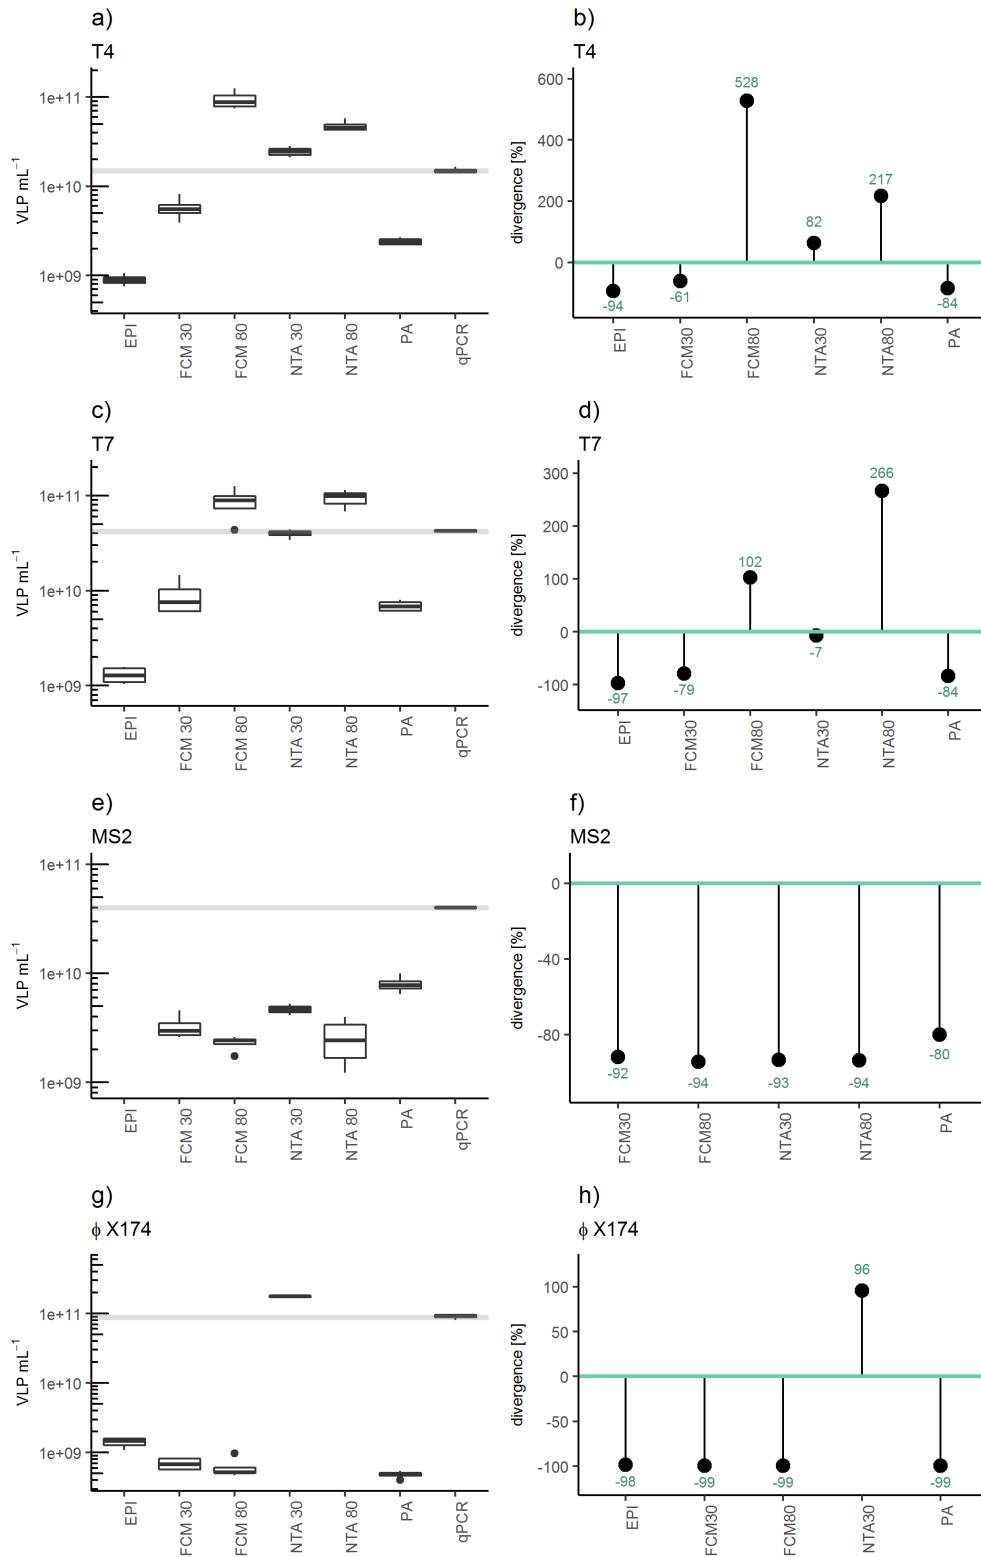 a)
T4
VLP mL⁻¹
1e+11
1e+10
1e+09
EPI
FCM 30
FCM 80
NTA 30
NTA 80
PA
qPCR
b)
T4
divergence [%]
600
400
200
0
528
217
82
-94
-61
-84
EPI
FCM30
FCM80
NTA30
NTA80
PA
c)
T7
VLP mL⁻¹
1e+11
1e+10
1e+09
EPI
FCM 30
FCM 80
NTA 30
NTA 80
PA
qPCR
d)
T7
divergence [%]
300
200
100
0
-100
266
102
-7
-97
-79
-84
EPI
FCM30
FCM80
NTA30
NTA80
PA
e)
MS2
VLP mL⁻¹
1e+11
1e+10
1e+09
EPI
FCM 30
FCM 80
NTA 30
NTA 80
PA
qPCR
f)
MS2
divergence [%]
0
-40
-80
-92
-94
-93
-94
-80
FCM30
FCM80
NTA30
NTA80
PA
g)
ϕ X174
VLP mL⁻¹
1e+11
1e+10
1e+09
EPI
FCM 30
FCM 80
NTA 30
NTA 80
PA
qPCR
h)
ϕ X174
divergence [%]
100
50
0
-50
-100
96
-98
-99
-99
-99
EPI
FCM30
FCM80
NTA30
PA